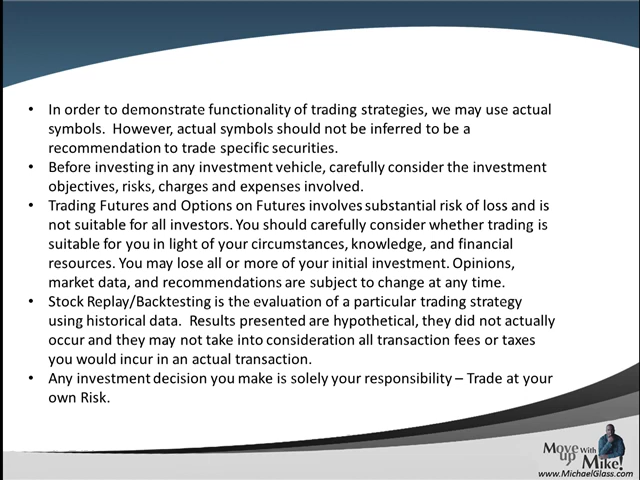 • In order to demonstrate functionality of trading strategies, we may use actual
symbols.  However, actual symbols should not be inferred to be a
recommendation to trade specific securities.
• Before investing in any investment vehicle, carefully consider the investment
objectives, risks, charges and expenses involved.
• Trading Futures and Options on Futures involves substantial risk of loss and is
not suitable for all investors. You should carefully consider whether trading is
suitable for you in light of your circumstances, knowledge, and financial
resources. You may lose all or more of your initial investment. Opinions,
market data, and recommendations are subject to change at any time.
• Stock Replay/Backtesting is the evaluation of a particular trading strategy
using historical data.  Results presented are hypothetical, they did not actually
occur and they may not take into consideration all transaction fees or taxes
you would incur in an actual transaction.
• Any investment decision you make is solely your responsibility – Trade at your
own Risk.
Move up With Mike!
www.MichaelGlass.com